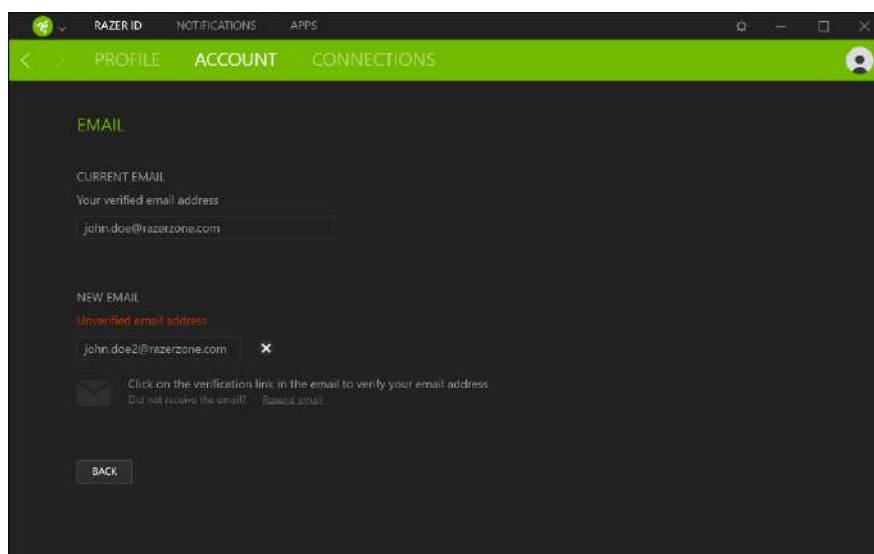 RAZER ID NOTIFICATIONS APPS
PROFILE ACCOUNT CONNECTIONS
EMAIL
CURRENT EMAIL
Your verified email address
john.doe@razerzone.com
NEW EMAIL
Unverified email address
john.doe2@razerzone.com
Click on the verification link in the email to verify your email address
Did not receive the email? Resend email
BACK